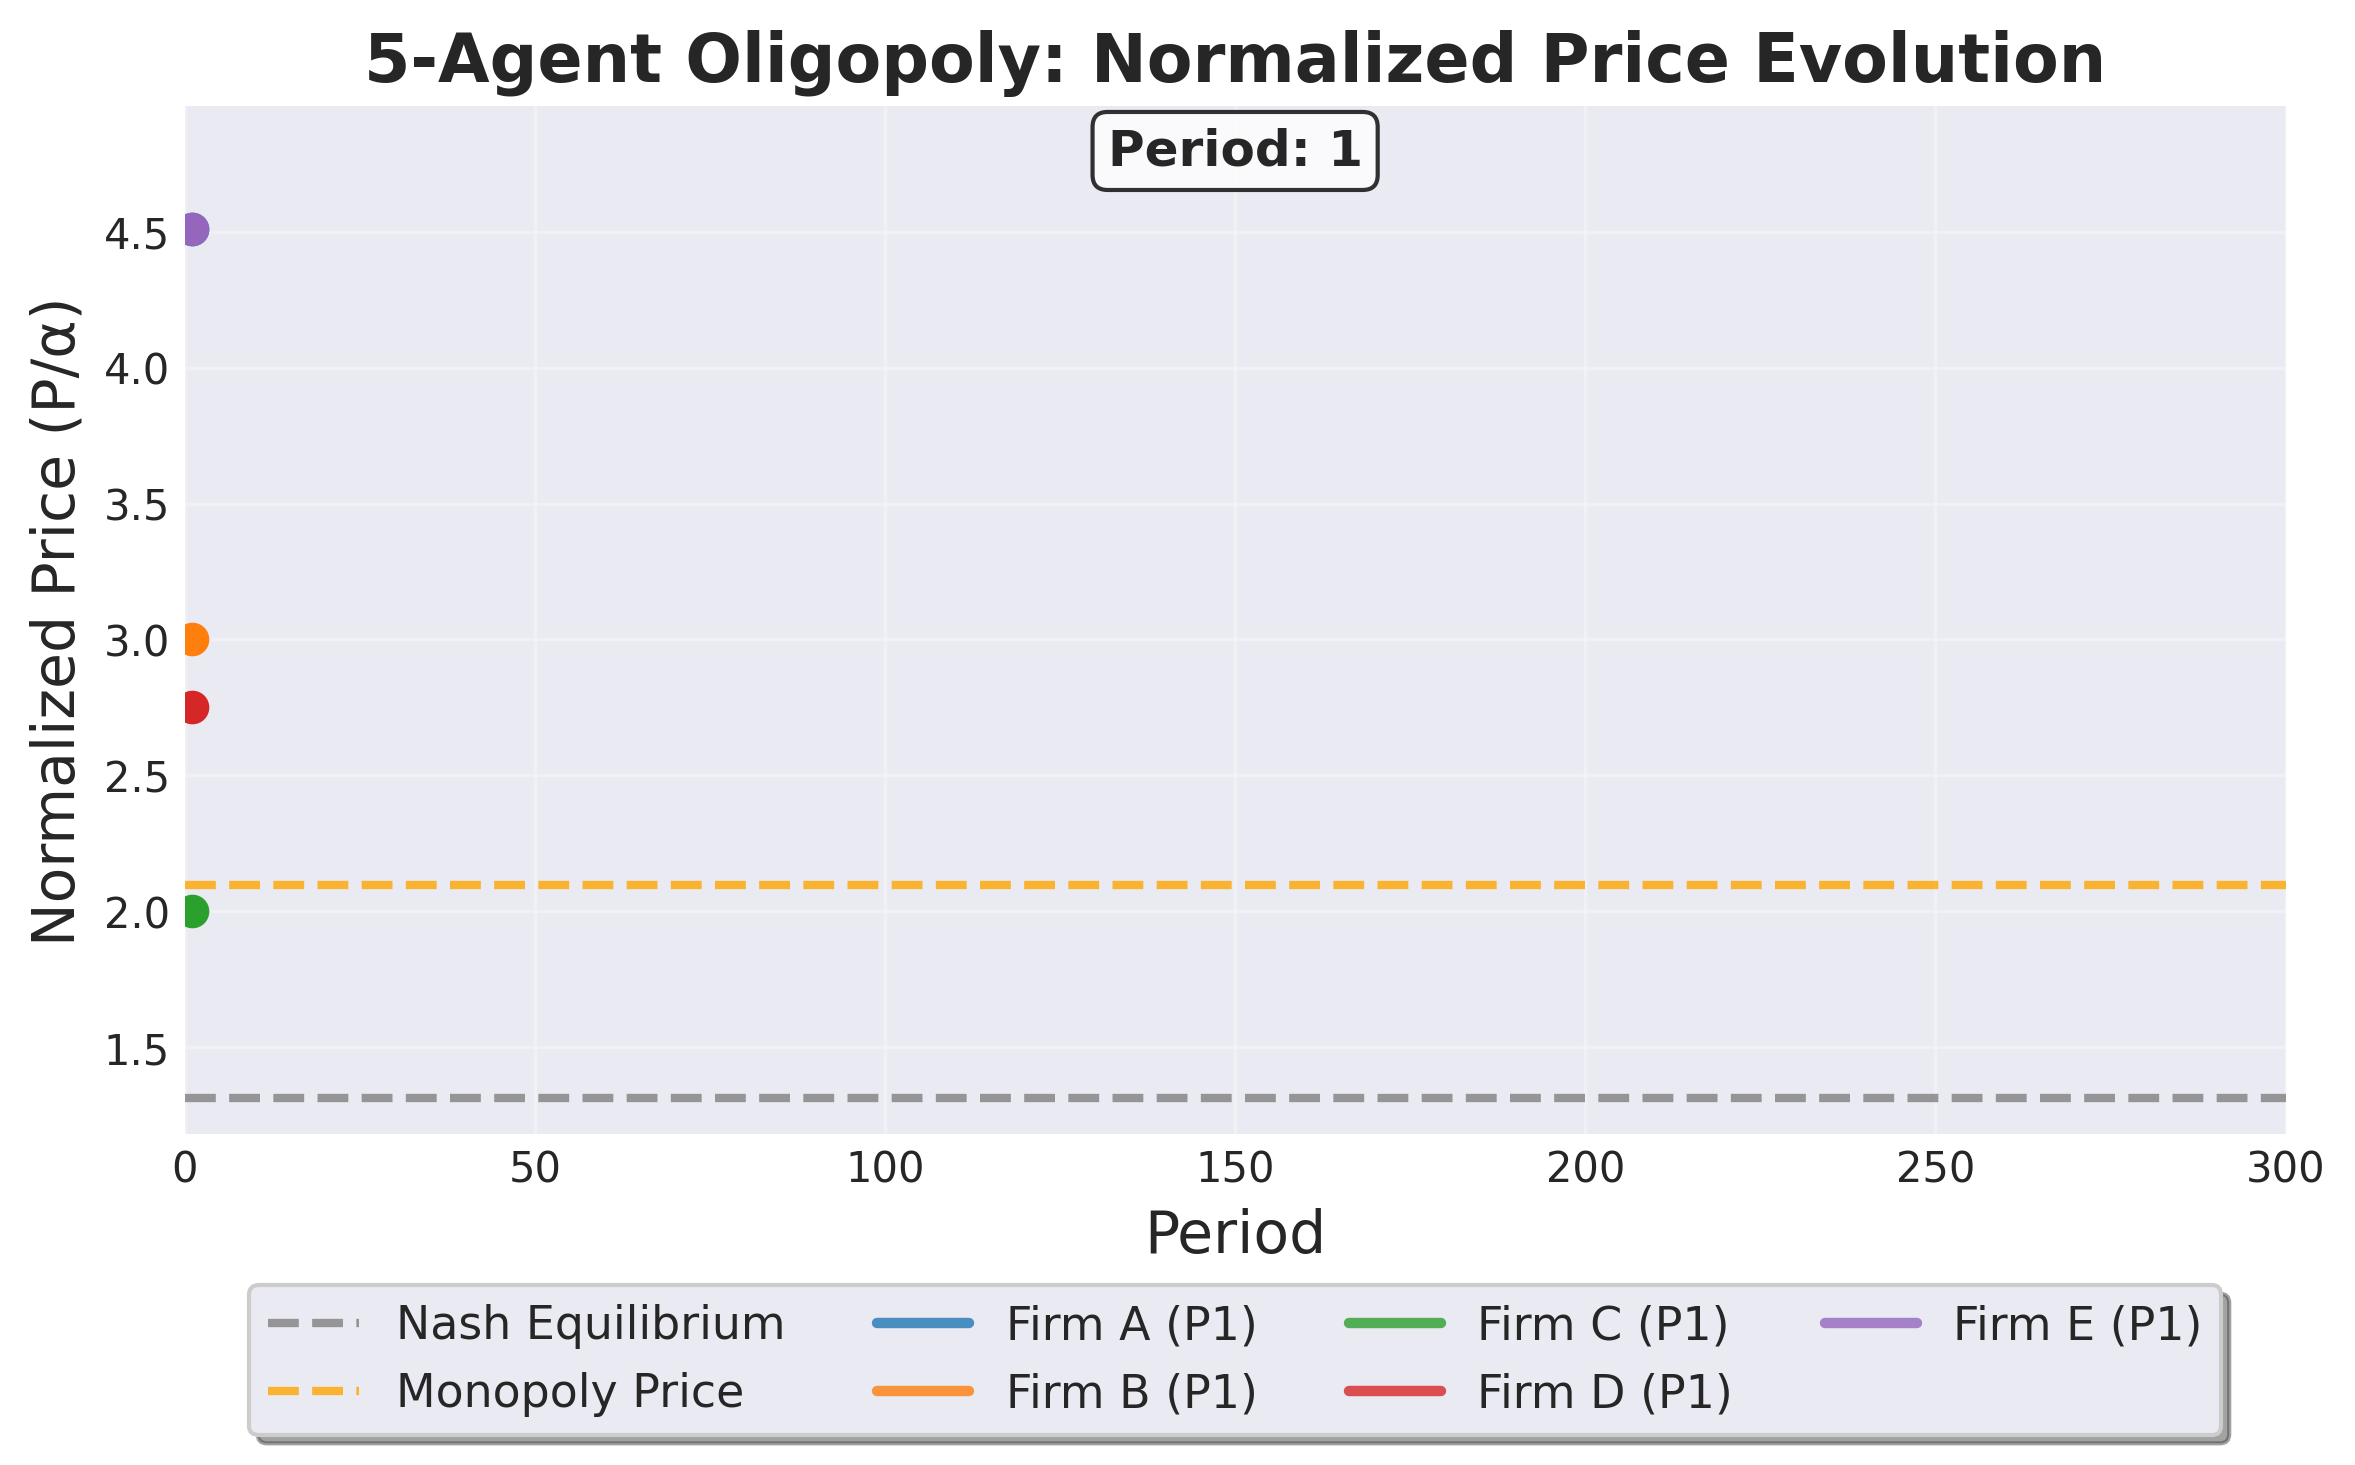 5-Agent Oligopoly: Normalized Price Evolution
Period: 1
Normalized Price (P/α)
4.5
4.0
3.5
3.0
2.5
2.0
1.5
0 50 100 150 200 250 300
Period
Nash Equilibrium Firm A (P1) Firm C (P1) Firm E (P1)
Monopoly Price Firm B (P1) Firm D (P1)